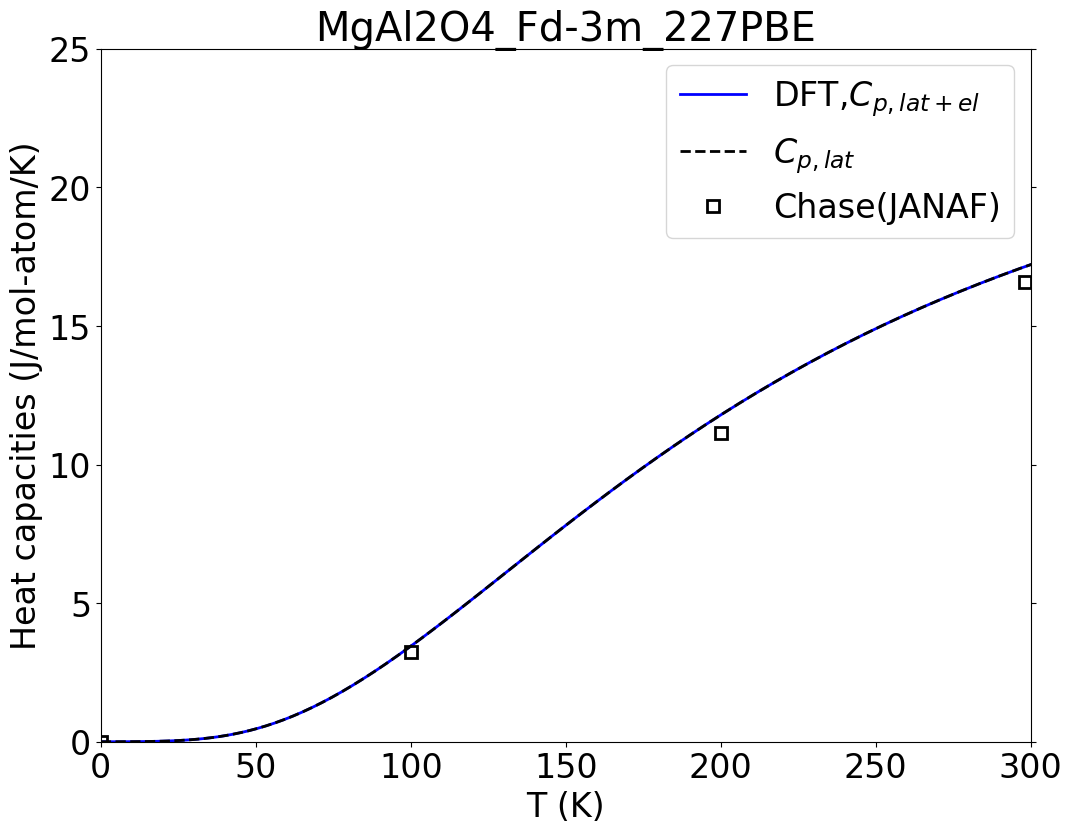 MgAl2O4_Fd-3m_227PBE
DFT,C_{p,lat+el}
C_{p,lat}
Chase(JANAF)
Heat capacities (J/mol-atom/K)
25
20
15
10
5
0
0 50 100 150 200 250 300
T (K)